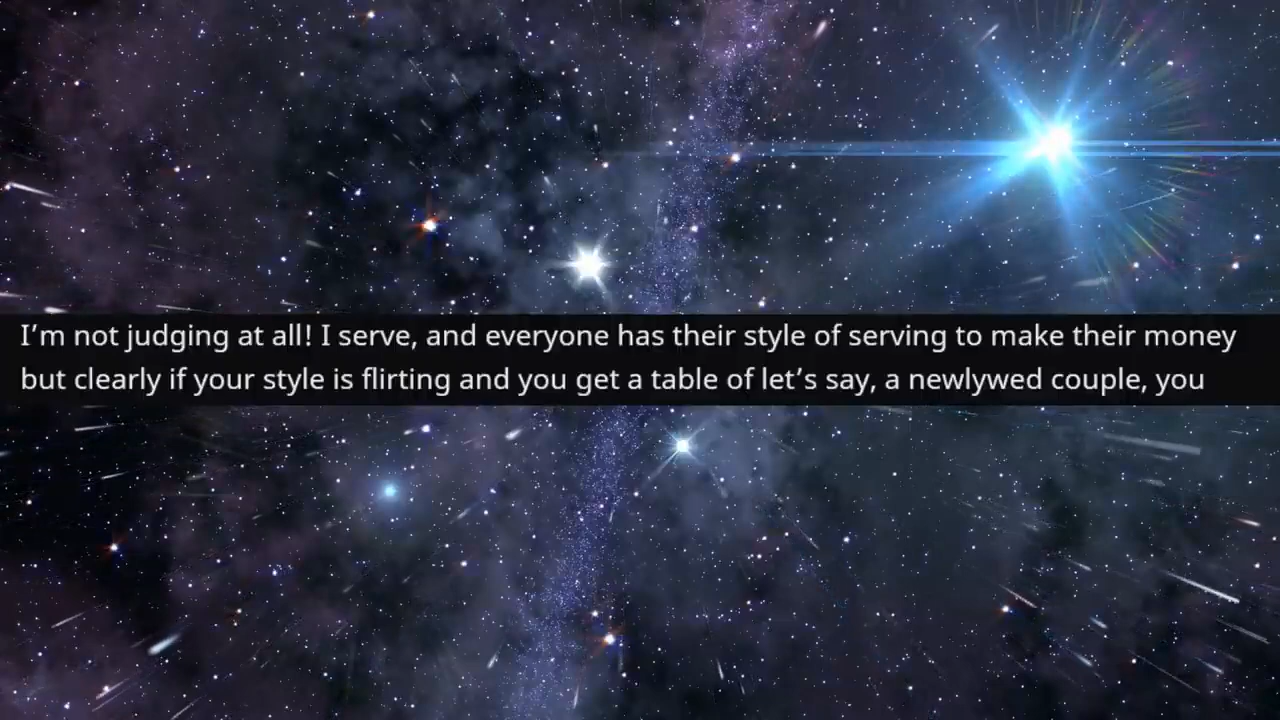 I’m not judging at all! I serve, and everyone has their style of serving to make their money
but clearly if your style is flirting and you get a table of let’s say, a newlywed couple, you